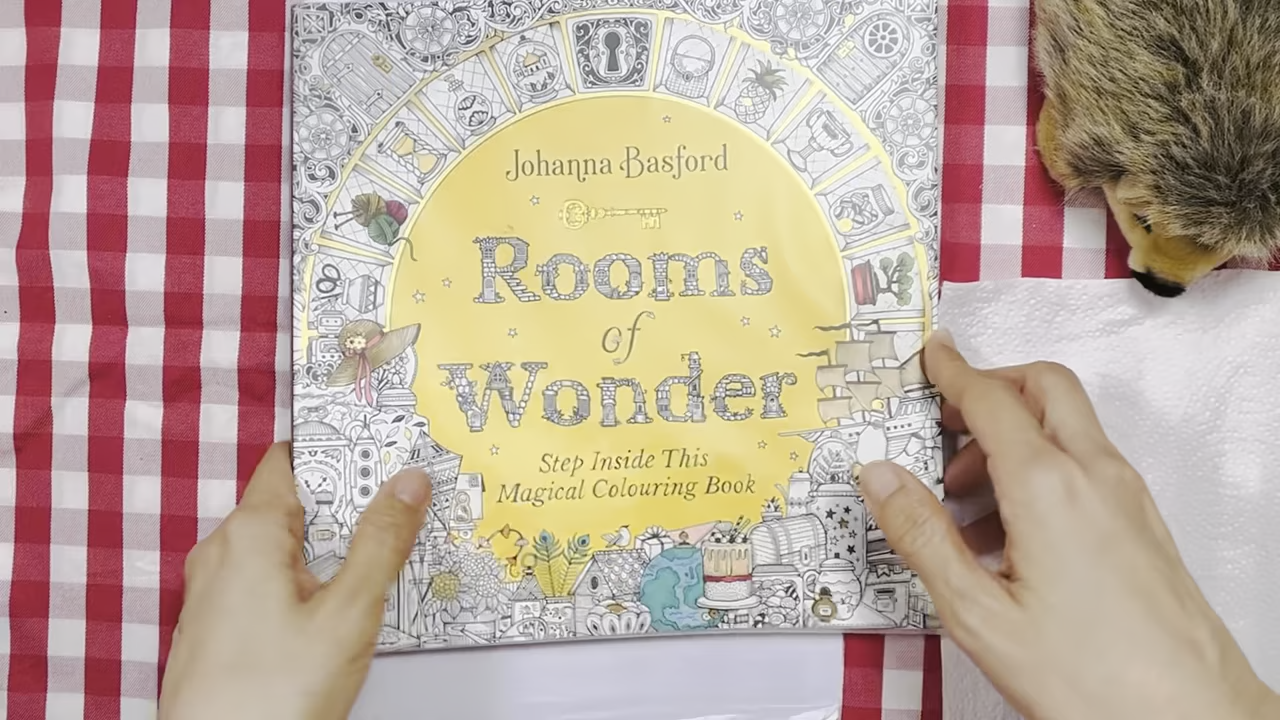 Johanna Basford
Rooms
of
Wonder
Step Inside This
Magical Colouring Book